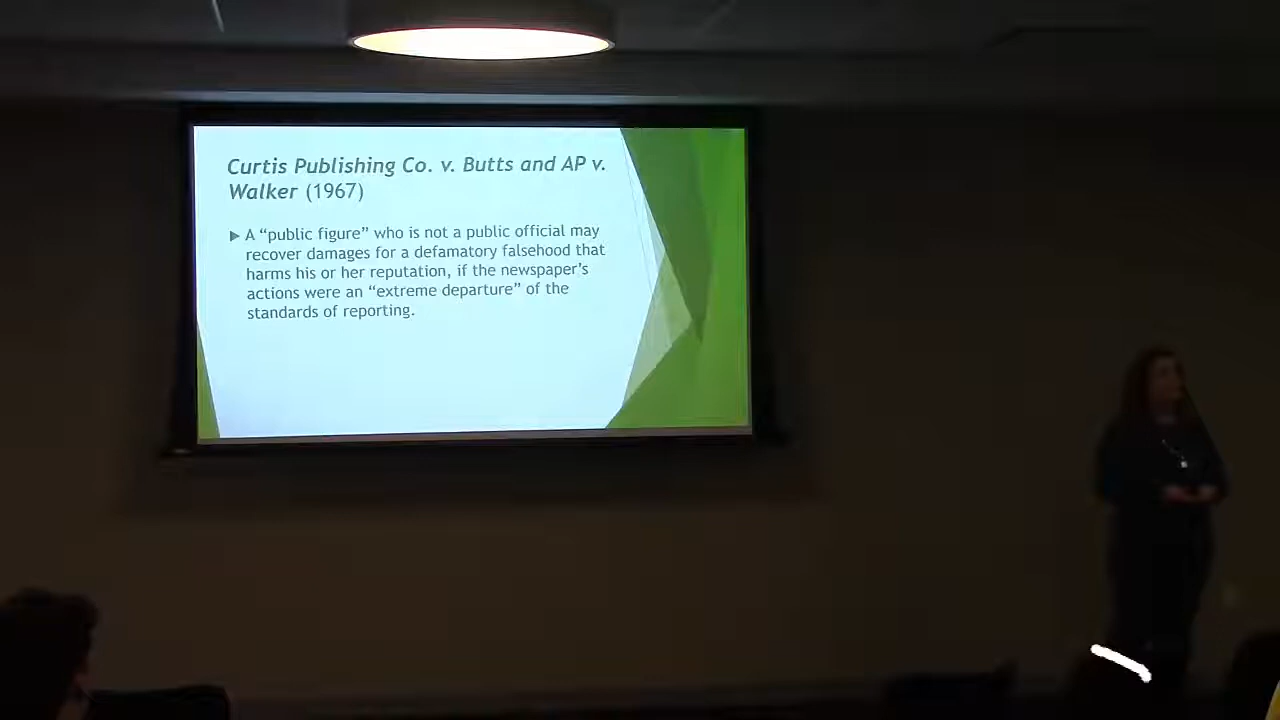 Curtis Publishing Co. v. Butts and AP v.
Walker (1967)
A “public figure” who is not a public official may
recover damages for a defamatory falsehood that
harms his or her reputation, if the newspaper’s
actions were an “extreme departure” of the
standards of reporting.